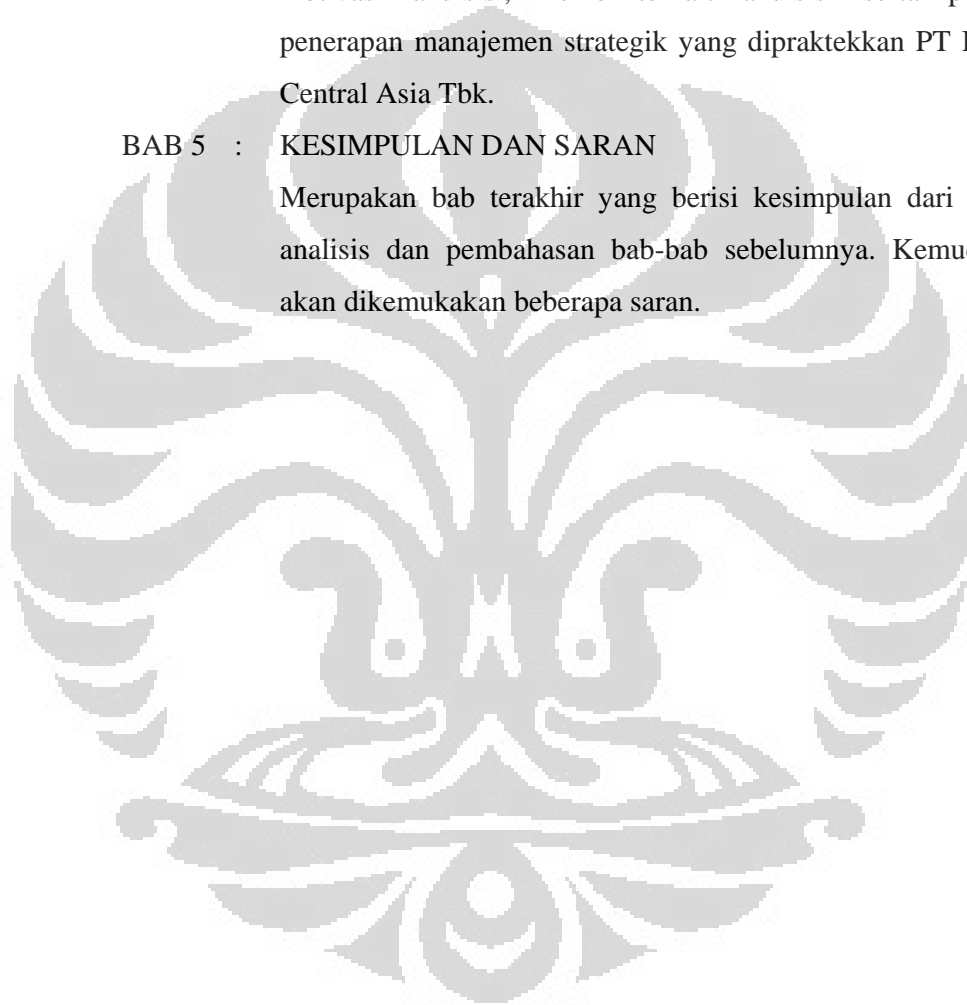 penerapan manajemen strategik yang dipraktekkan PT
Central Asia Tbk.
BAB 5 : KESIMPULAN DAN SARAN
Merupakan bab terakhir yang berisi kesimpulan dari
analisis dan pembahasan bab-bab sebelumnya.
akan dikemukakan beberapa saran.